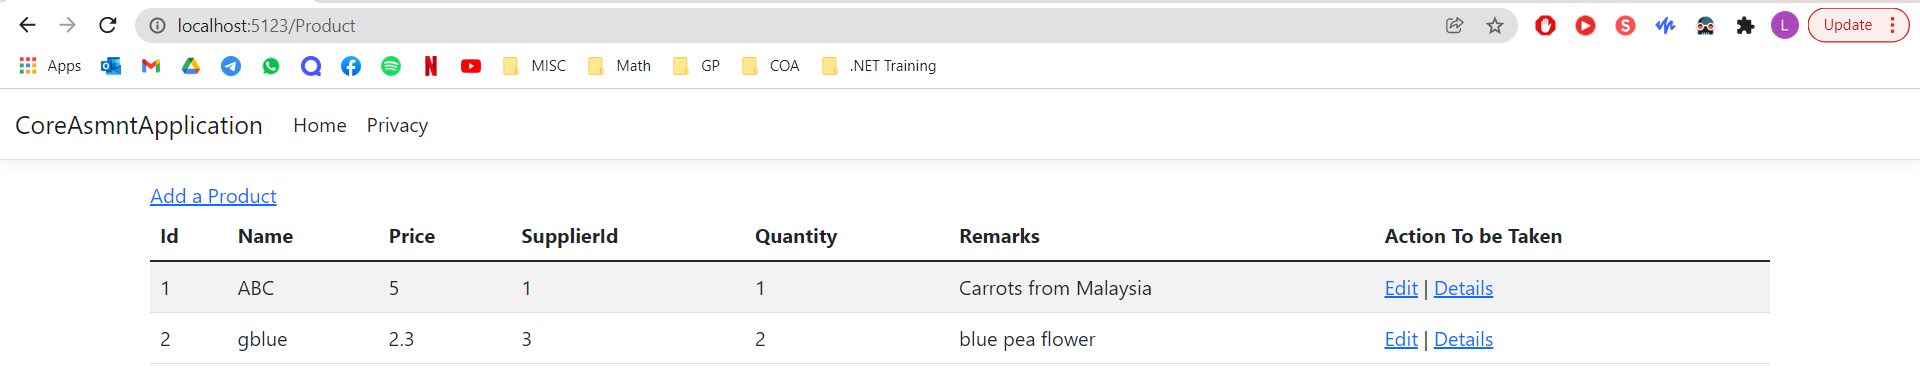 localhost:5123/Product
L
Update
Apps
MISC
Math
GP
COA
.NET Training
CoreAsmntApplication Home Privacy
Add a Product
Id Name Price SupplierId Quantity Remarks Action To be Taken
1 ABC 5 1 1 Carrots from Malaysia Edit | Details
2 gblue 2.3 3 2 blue pea flower Edit | Details